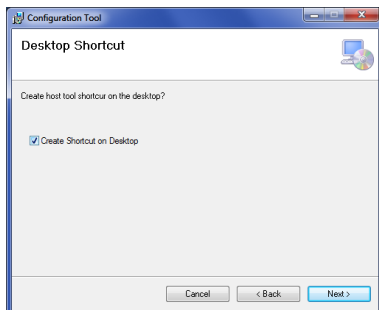 Configuration Tool
Desktop Shortcut
Create host tool shortcur on the desktop?
Create Shortcut on Desktop
Cancel
< Back
Next >